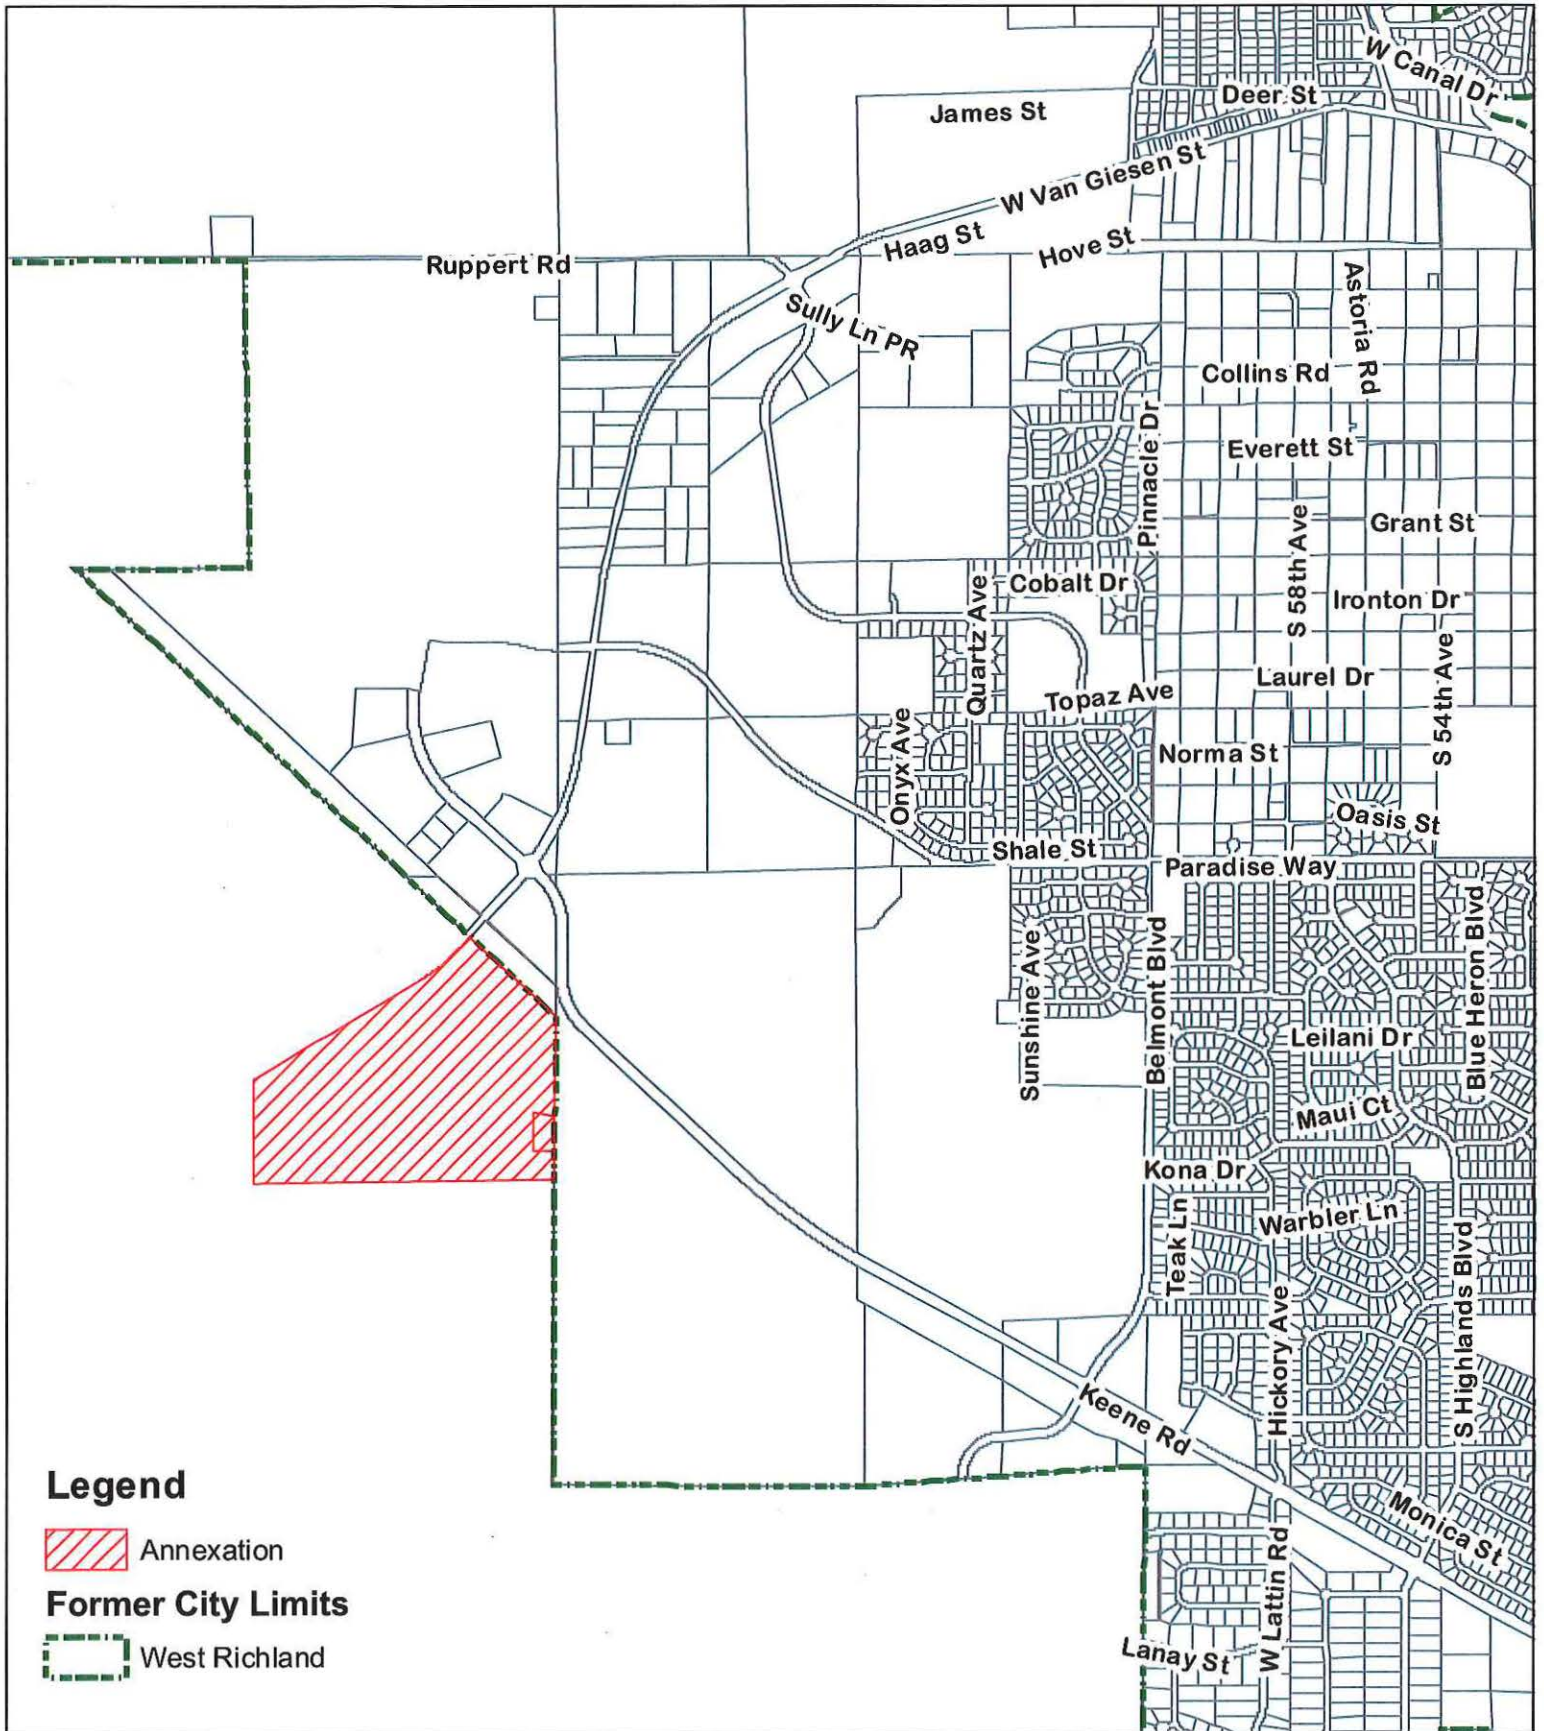 W Canal Dr
Deer St
James St
W Van Giesen St
Haag St
Hove St
Ruppert Rd
Astoria Rd
Sully Ln PR
Collins Rd
Pinnacle Dr
Everett St
S 58th Ave
Grant St
Cobalt Dr
Quartz Ave
Ironton Dr
S 54th Ave
Laurel Dr
Topaz Ave
Onyx Ave
Norma St
Oasis St
Shale St
Paradise Way
Blue Heron Blvd
Sunshine Ave
Belmont Blvd
Leilani Dr
Maui Ct
Kona Dr
Teak Ln
Warbler Ln
S Highlands Blvd
Hickory Ave
Keene Rd
Monica St
W Lattin Rd
Lanay St
Legend
Annexation
Former City Limits
West Richland